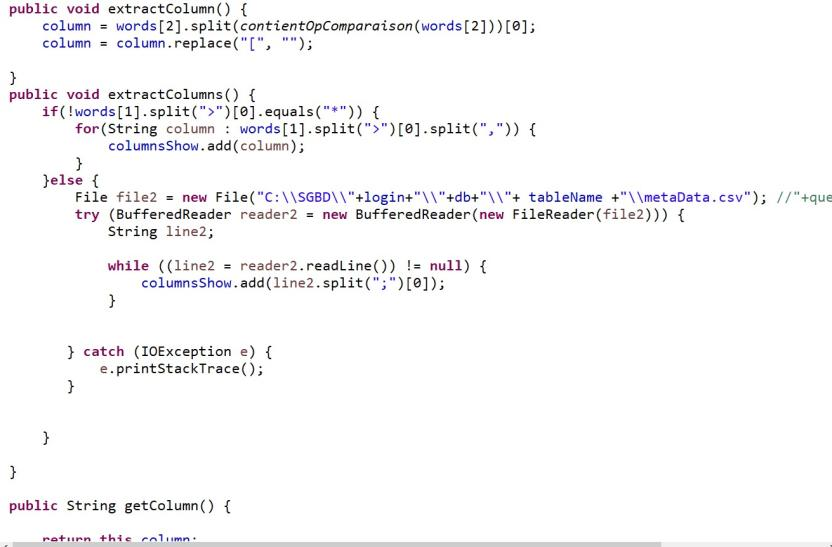 public void extractColumn() {
    column = words[2].split(contientOpComparaison(words[2]))[0];
    column = column.replace("[", "");

}
public void extractColumns() {
    if(!words[1].split(">")[0].equals("*")) {
        for(String column : words[1].split(">")[0].split(",")) {
            columnsShow.add(column);
        }
    }else {
        File file2 = new File("C:\\SGBD\\"+login+"\\"+db+"\\"+ tableName +"\\metaData.csv"); //"+que
        try (BufferedReader reader2 = new BufferedReader(new FileReader(file2))) {
            String line2;

            while ((line2 = reader2.readLine()) != null) {
                columnsShow.add(line2.split(";")[0]);
            }


       } catch (IOException e) {
           e.printStackTrace();
       }


    }

}

public String getColumn() {

    return this.column;